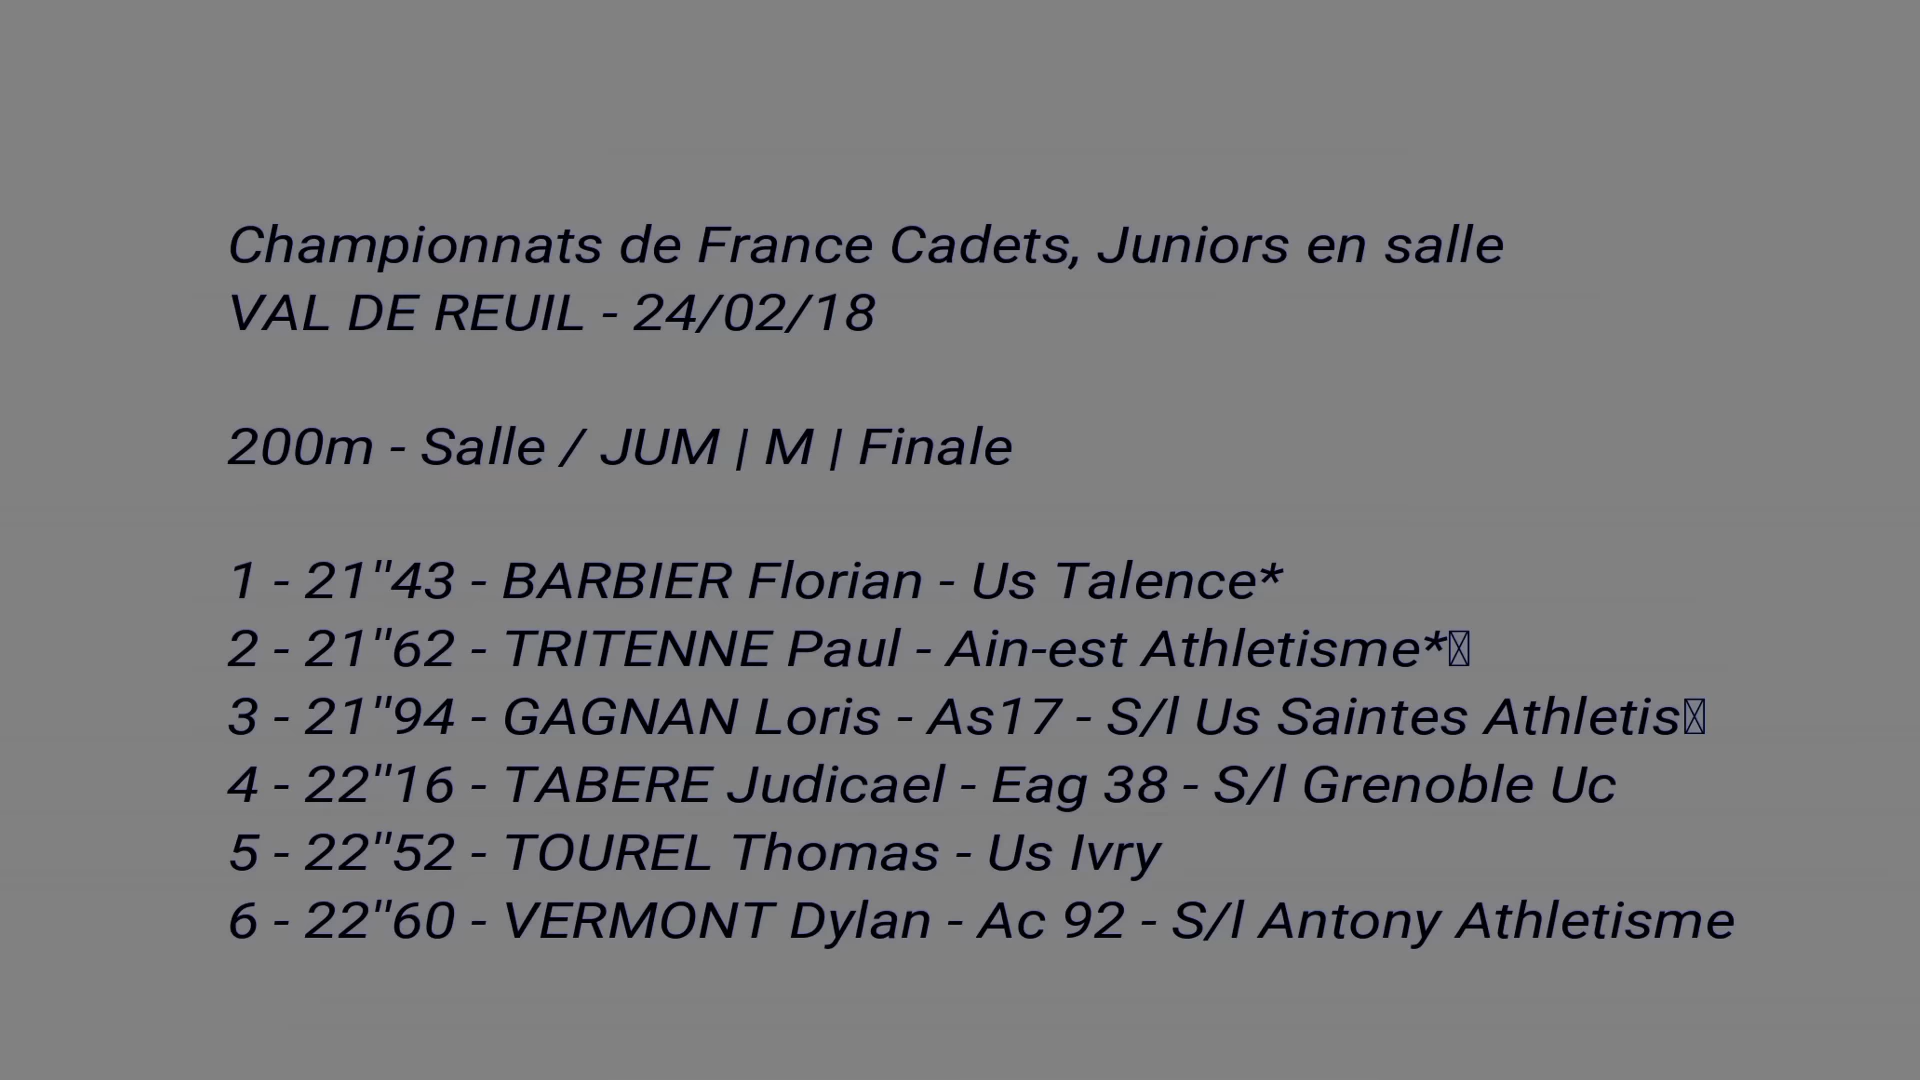 Championnats de France Cadets, Juniors en salle
VAL DE REUIL - 24/02/18
200m - Salle / JUM | M | Finale
1 - 21"43 - BARBIER Florian - Us Talence*
2 - 21"62 - TRITENNE Paul - Ain-est Athletisme*
3 - 21"94 - GAGNAN Loris - As17 - S/l Us Saintes Athletis
4 - 22"16 - TABERE Judicael - Eag 38 - S/l Grenoble Uc
5 - 22"52 - TOUREL Thomas - Us Ivry
6 - 22"60 - VERMONT Dylan - Ac 92 - S/l Antony Athletisme